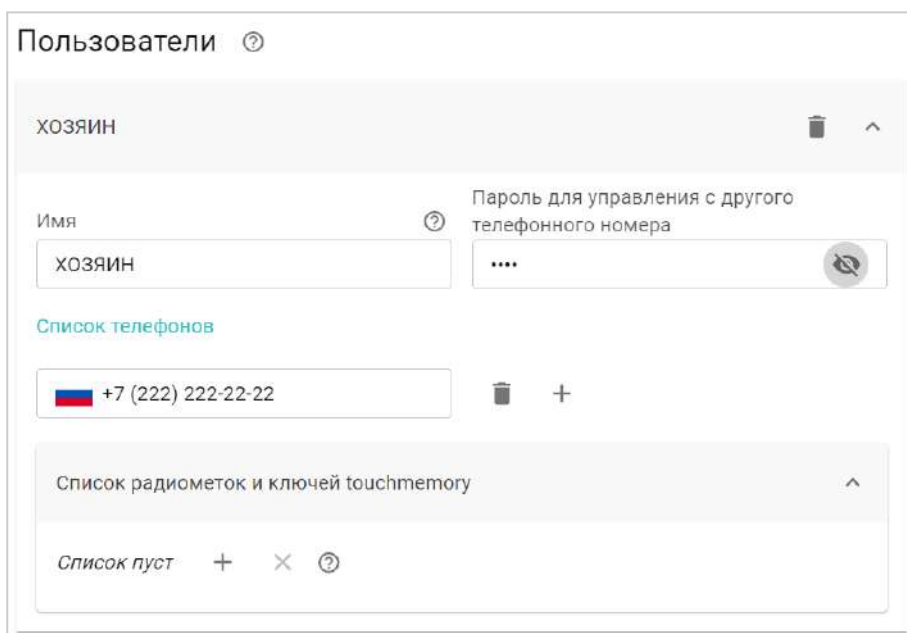 Пользователи
ХОЗЯИН
Имя
Пароль для управления с другого
телефонного номера
ХОЗЯИН
••••
Список телефонов
+7 (222) 222-22-22
Список радиометок и ключей touchmemory
Список пуст